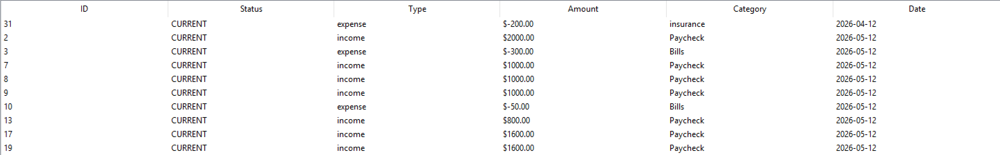 ID Status Type Amount Category Date
31 CURRENT expense $-200.00 insurance 2026-04-12
2 CURRENT income $2000.00 Paycheck 2026-05-12
3 CURRENT expense $-300.00 Bills 2026-05-12
7 CURRENT income $1000.00 Paycheck 2026-05-12
8 CURRENT income $1000.00 Paycheck 2026-05-12
9 CURRENT income $1000.00 Paycheck 2026-05-12
10 CURRENT expense $-50.00 Bills 2026-05-12
13 CURRENT income $800.00 Paycheck 2026-05-12
17 CURRENT income $1600.00 Paycheck 2026-05-12
19 CURRENT income $1600.00 Paycheck 2026-05-12